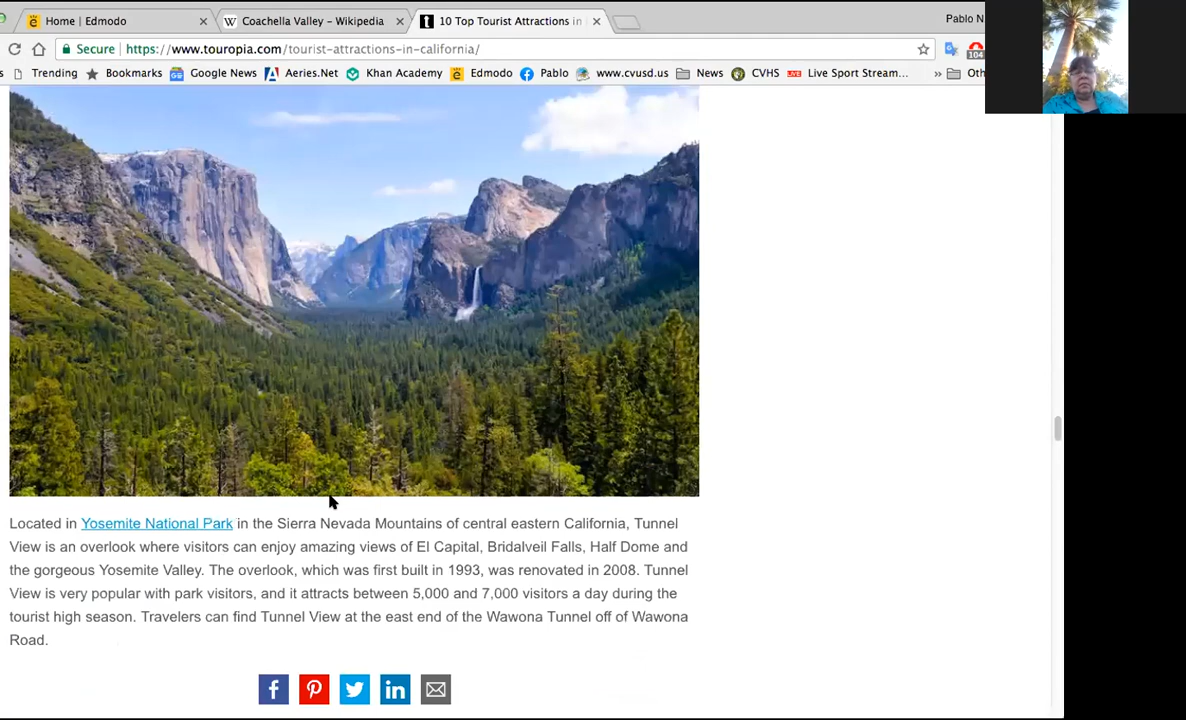 Home | Edmodo
Coachella Valley - Wikipedia
10 Top Tourist Attractions in
Pablo N
Secure
https://www.touropia.com/tourist-attractions-in-california/
104
s Trending Bookmarks Google News Aeries.Net Khan Academy Edmodo Pablo www.cvusd.us News CVHS LIVE Live Sport Stream... » Oth
Located in Yosemite National Park in the Sierra Nevada Mountains of central eastern California, Tunnel
View is an overlook where visitors can enjoy amazing views of El Capital, Bridalveil Falls, Half Dome and
the gorgeous Yosemite Valley. The overlook, which was first built in 1993, was renovated in 2008. Tunnel
View is very popular with park visitors, and it attracts between 5,000 and 7,000 visitors a day during the
tourist high season. Travelers can find Tunnel View at the east end of the Wawona Tunnel off of Wawona
Road.